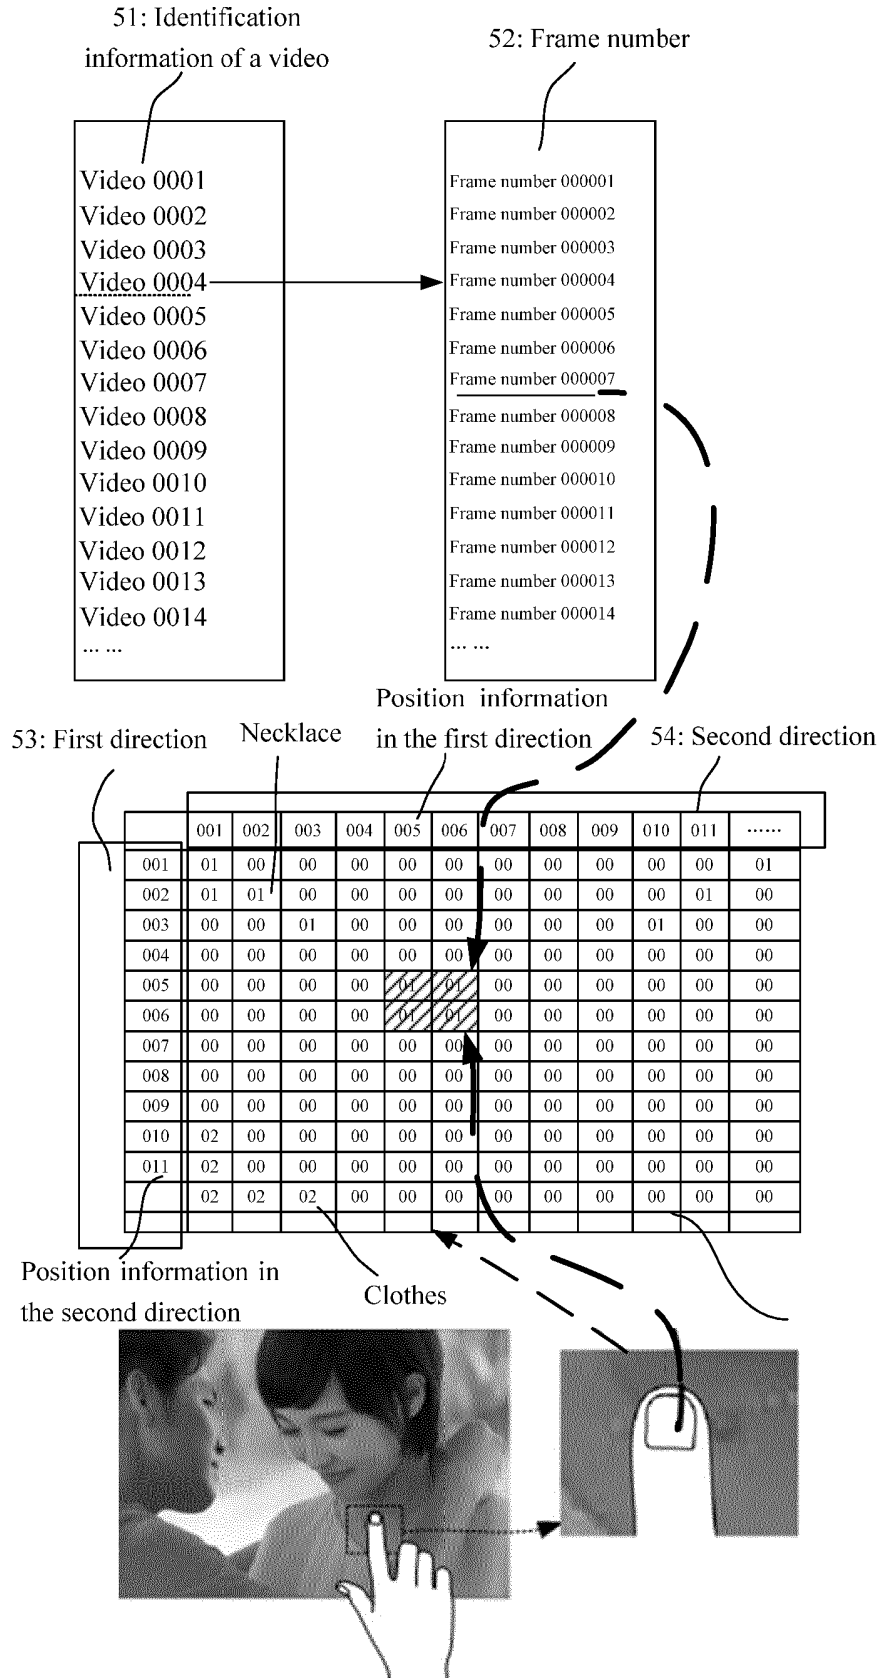 51: Identification
information of a video
52: Frame number
Video 0001
Video 0002
Video 0003
Video 0004
Video 0005
Video 0006
Video 0007
Video 0008
Video 0009
Video 0010
Video 0011
Video 0012
Video 0013
Video 0014
... ...
Frame number 000001
Frame number 000002
Frame number 000003
Frame number 000004
Frame number 000005
Frame number 000006
Frame number 000007
Frame number 000008
Frame number 000009
Frame number 000010
Frame number 000011
Frame number 000012
Frame number 000013
Frame number 000014
... ...
53: First direction
Necklace
Position information
in the first direction
54: Second direction
001 002 003 004 005 006 007 008 009 010 011 ......
001 01 00 00 00 00 00 00 00 00 00 00 01
002 01 01 00 00 00 00 00 00 00 00 01 00
003 00 00 01 00 00 00 00 00 00 01 00 00
004 00 00 00 00 00 00 00 00 00 00 00 00
005 00 00 00 00 01 01 00 00 00 00 00 00
006 00 00 00 00 01 01 00 00 00 00 00 00
007 00 00 00 00 00 00 00 00 00 00 00 00
008 00 00 00 00 00 00 00 00 00 00 00 00
009 00 00 00 00 00 00 00 00 00 00 00 00
010 02 00 00 00 00 00 00 00 00 00 00 00
011 02 00 00 00 00 00 00 00 00 00 00 00
02 02 02 00 00 00 00 00 00 00 00 00
Position information in
the second direction
Clothes